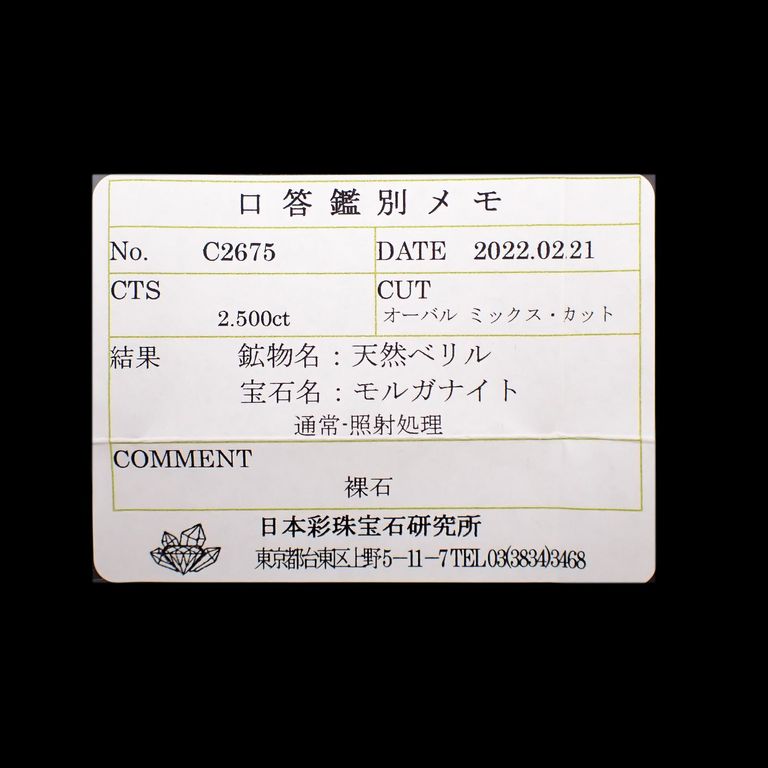 口答鑑別メモ
No. C2675 DATE 2022.02.21
CTS CUT
2.500ct オーバル ミックス・カット
結果 鉱物名：天然ベリル
宝石名：モルガナイト
通常-照射処理
COMMENT
裸石
日本彩珠宝石研究所
東京都台東区上野5－11－7 TEL 03(3834)3468